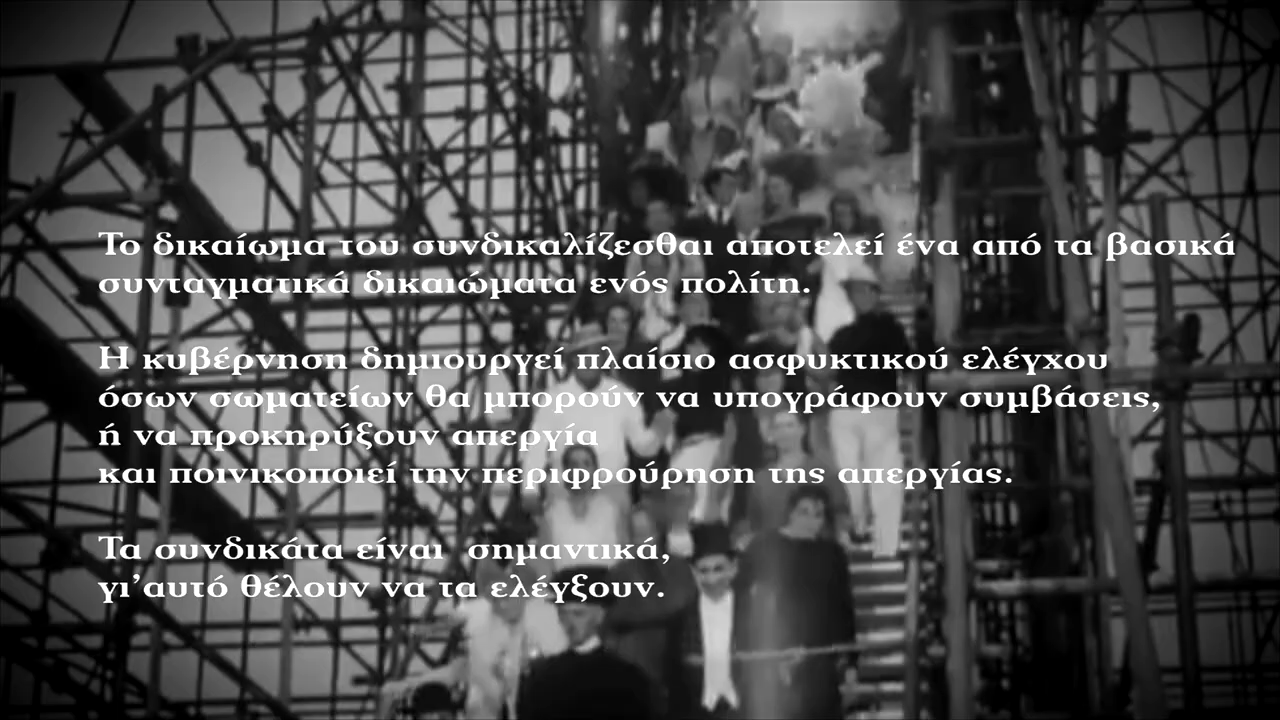 Το δικαίωμα του συνδικαλίζεσθαι αποτελεί ένα από τα βασικά
συνταγματικά δικαιώματα ενός πολίτη.
Η κυβέρνηση δημιουργεί πλαίσιο ασφυκτικού ελέγχου
όσων σωματείων θα μπορούν να υπογράφουν συμβάσεις,
ή να προκηρύξουν απεργία
και ποινικοποιεί την περιφρούρηση της απεργίας.
Τα συνδικάτα είναι  σημαντικά,
γι'αυτό θέλουν να τα ελέγξουν.